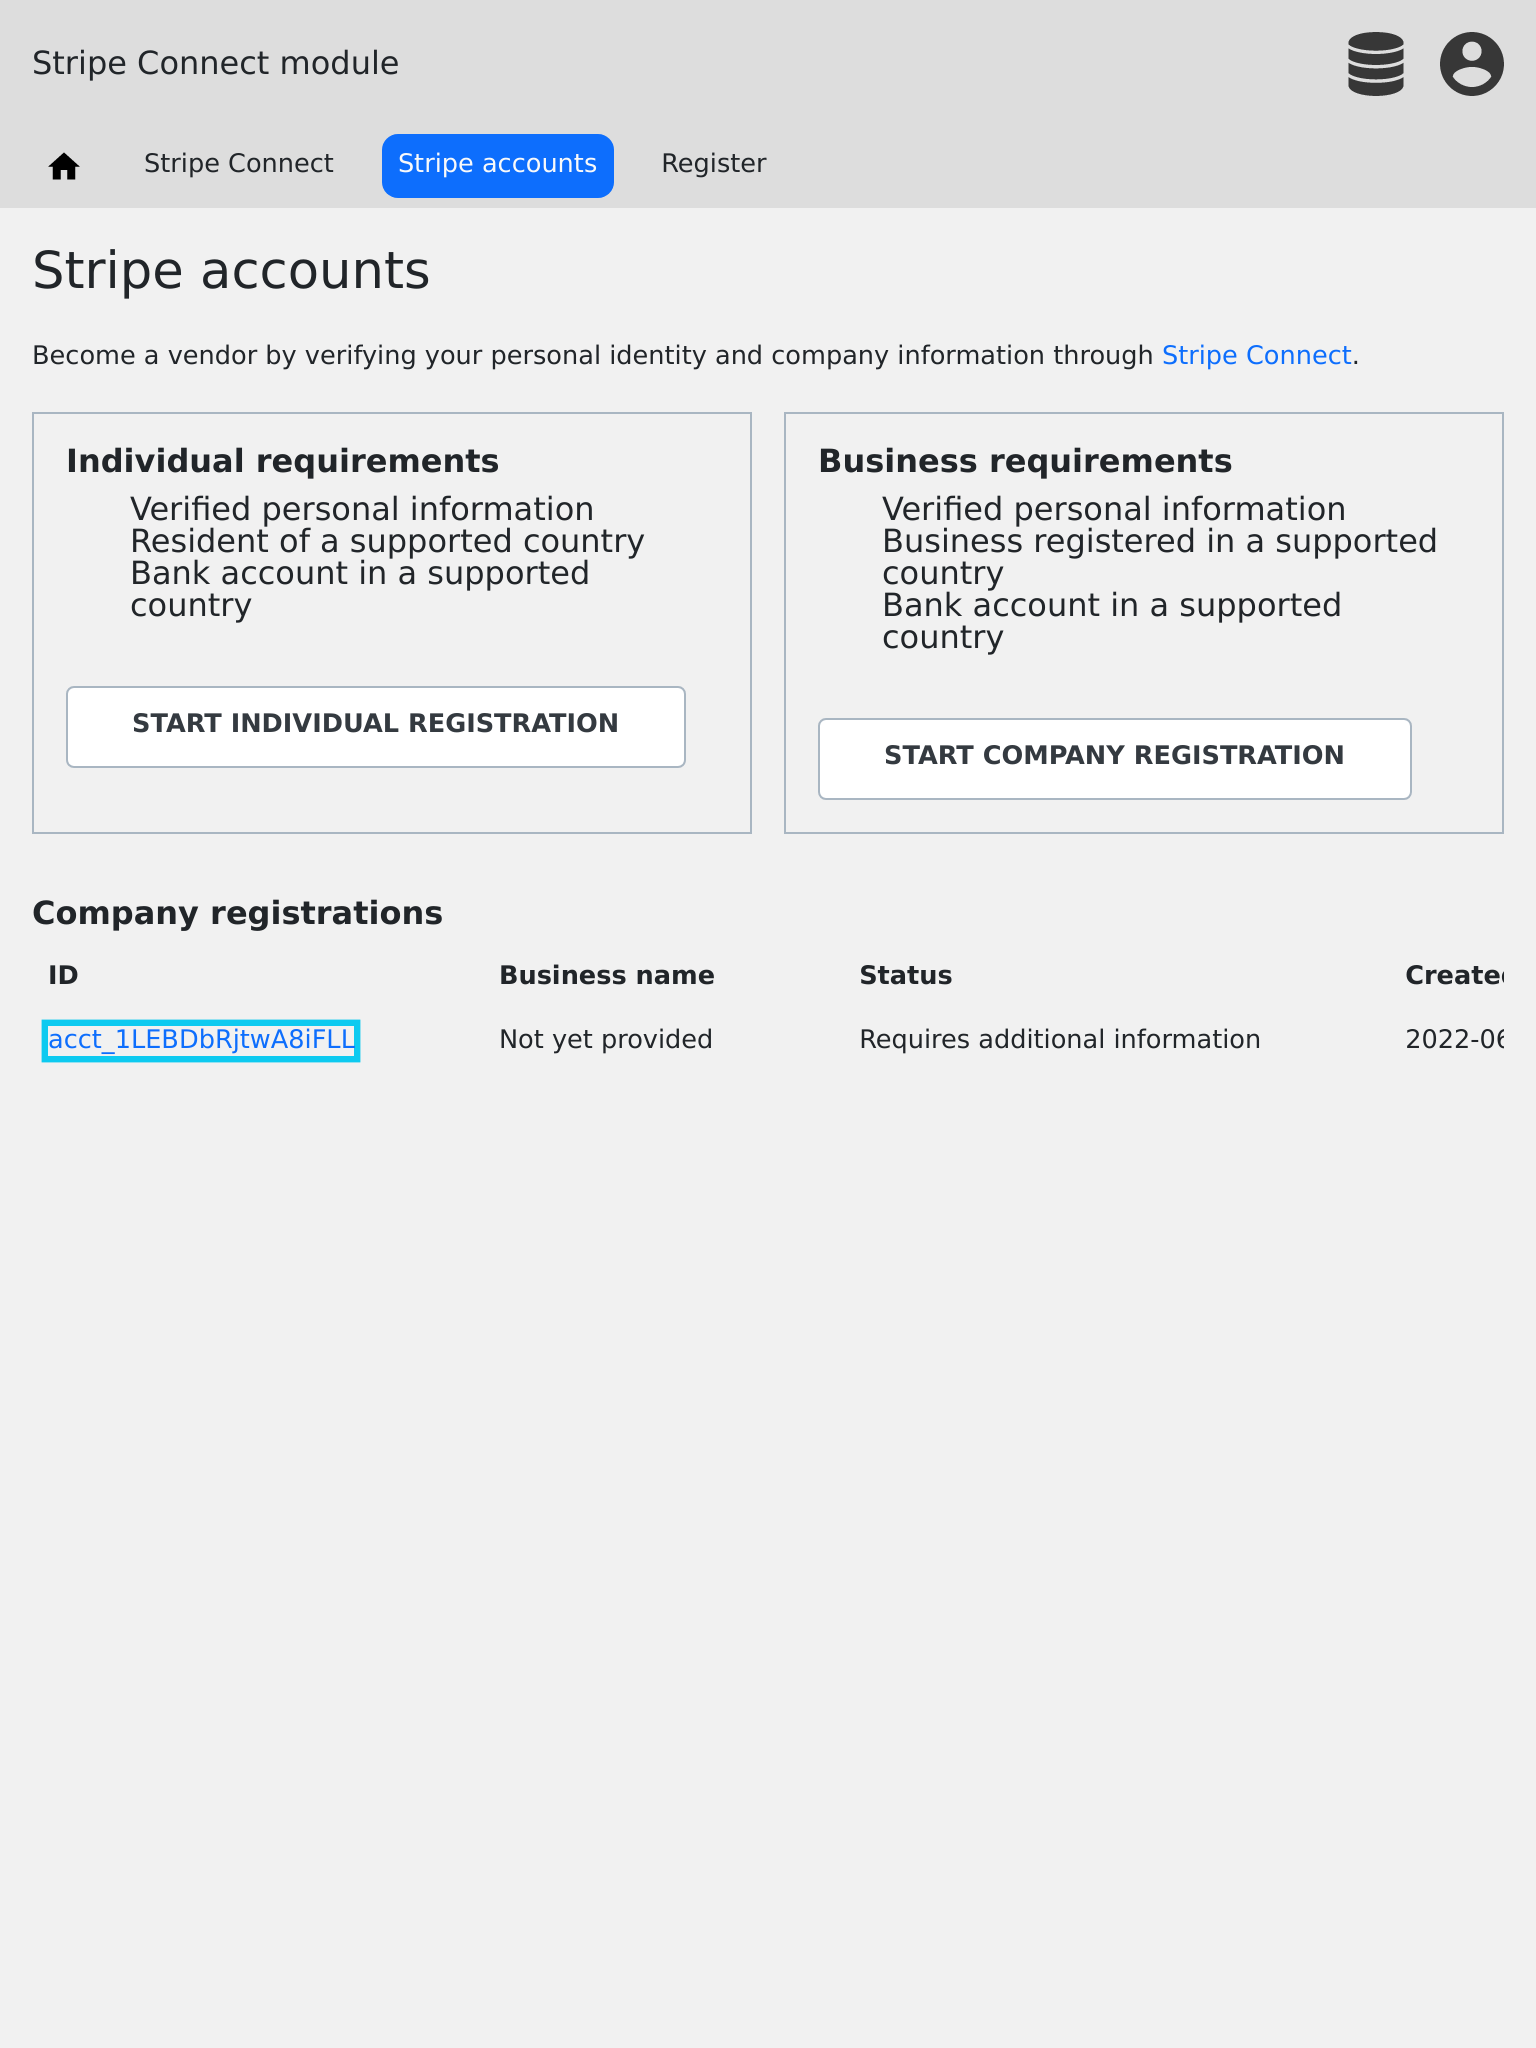 Stripe Connect module
Stripe Connect
Stripe accounts
Register
Stripe accounts
Become a vendor by verifying your personal identity and company information through Stripe Connect.
Individual requirements
Verified personal information
Resident of a supported country
Bank account in a supported
country
START INDIVIDUAL REGISTRATION
Business requirements
Verified personal information
Business registered in a supported
country
Bank account in a supported
country
START COMPANY REGISTRATION
Company registrations
ID Business name Status
acct_1LEBDbRjtwA8iFLL Not yet provided Requires additional information 2022-06